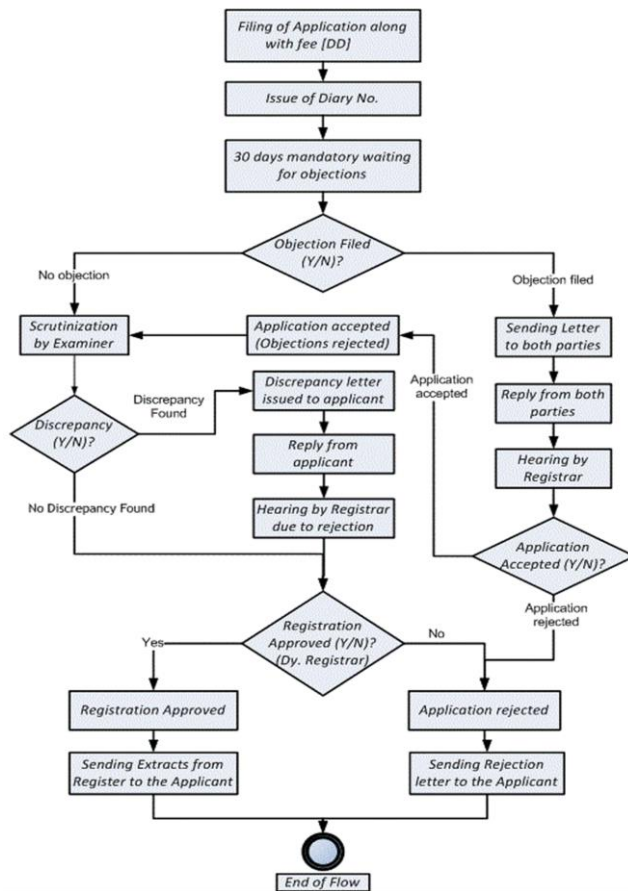 Filing of Application along
with fee [DD]
Issue of Diary No.
30 days mandatory waiting
for objections
Objection Filed
(Y/N)?
No objection
Objection filed
Scrutinization
by Examiner
Application accepted
(Objections rejected)
Sending Letter
to both parties
Application
accepted
Discrepancy
Found
Discrepancy letter
issued to applicant
Reply from both
parties
Discrepancy
(Y/N)?
Reply from
applicant
Hearing by
Registrar
No Discrepancy Found
Hearing by Registrar
due to rejection
Application
Accepted (Y/N)?
Application
rejected
Registration
Approved (Y/N)?
(Dy. Registrar)
Yes
No
Registration Approved
Application rejected
Sending Extracts from
Register to the Applicant
Sending Rejection
letter to the Applicant
End of Flow